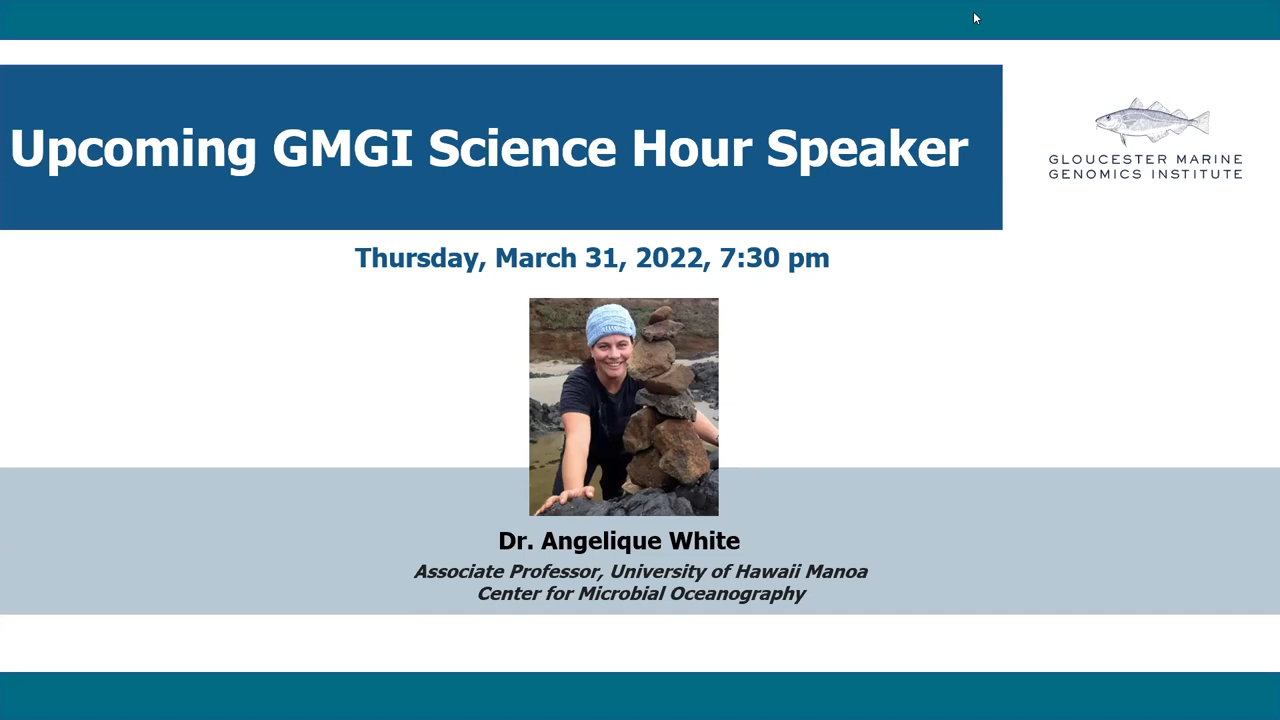 Upcoming GMGI Science Hour Speaker
GLOUCESTER MARINE
GENOMICS INSTITUTE
Thursday, March 31, 2022, 7:30 pm
Dr. Angelique White
Associate Professor, University of Hawaii Manoa
Center for Microbial Oceanography